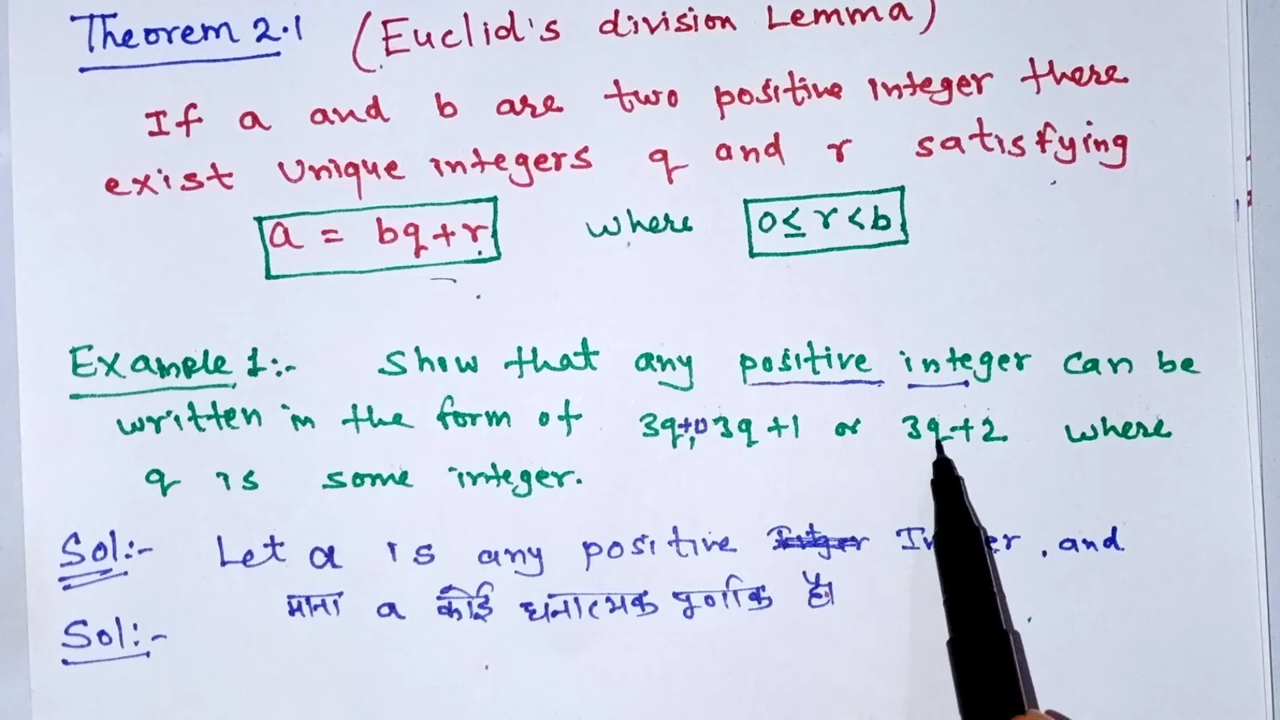 Theorem 2.1 (Euclid's division Lemma)
If a and b are two positive integer there
exist unique integers q and r satisfying
a = bq+r where 0≤r<b
Example 1:- Show that any positive integer can be
written in the form of 3q+0, 3q+1 or 3q+2 where
q is some integer.
Sol:- Let a is any positive , and
माना a कोई धनात्मक पूर्णांक है।
Sol:-